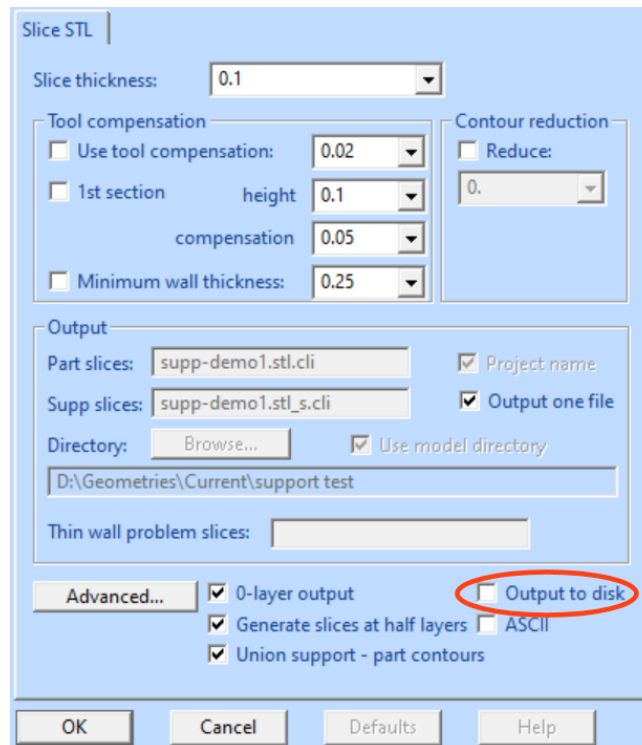 Slice STL
Slice thickness: 0.1
Tool compensation
Use tool compensation: 0.02
1st section height 0.1
compensation 0.05
Minimum wall thickness: 0.25
Contour reduction
Reduce:
0.
Output
Part slices: supp-demo1.stl.cli Project name
Supp slices: supp-demo1.stl_s.cli Output one file
Directory: Browse... Use model directory
D:\Geometries\Current\support test
Thin wall problem slices:
Advanced... 0-layer output Output to disk
Generate slices at half layers ASCII
Union support - part contours
OK Cancel Defaults Help